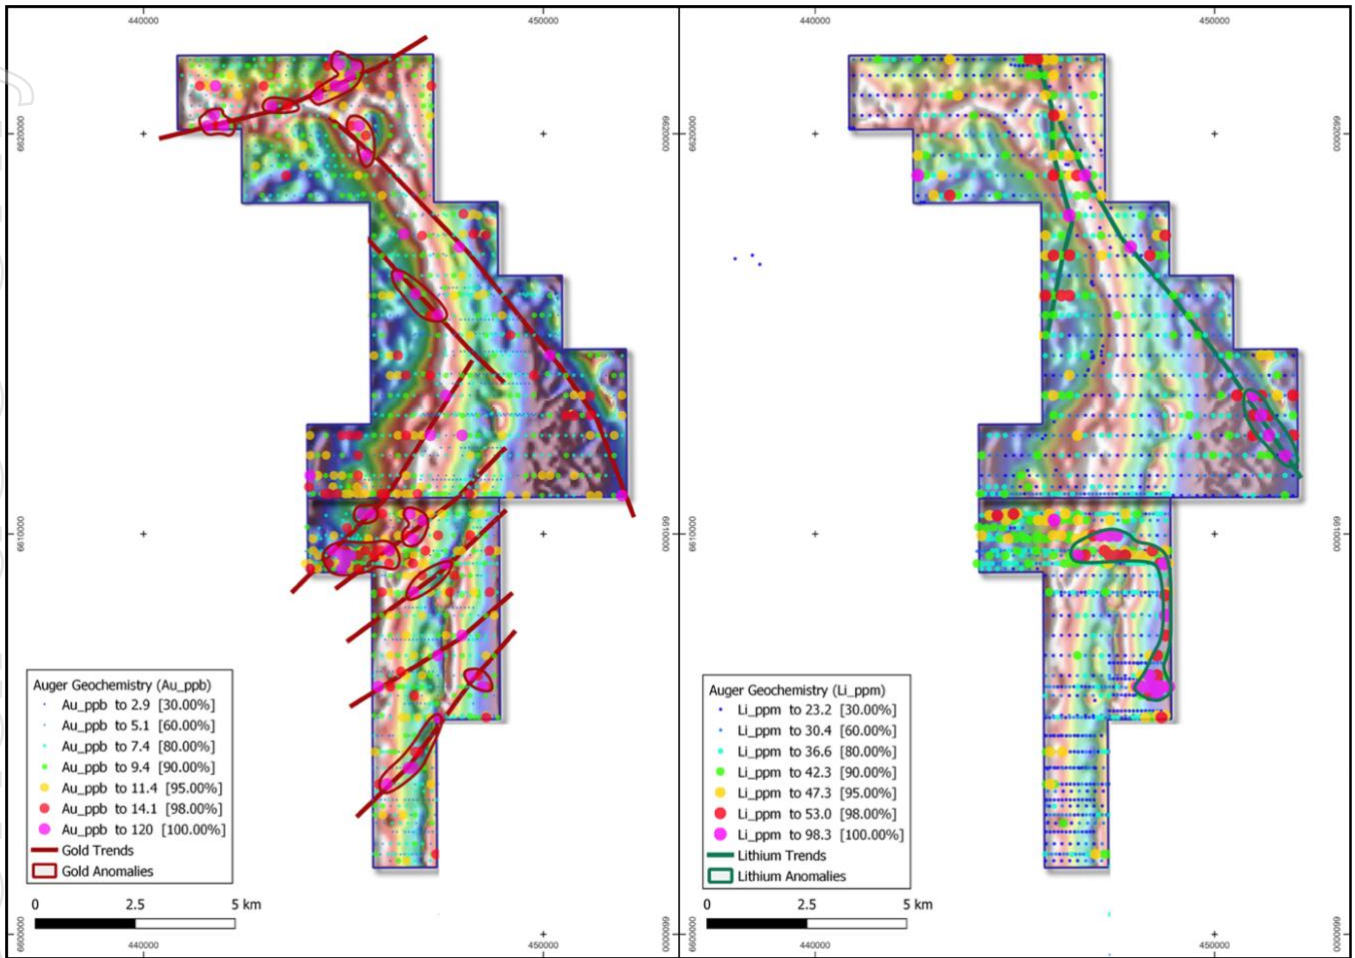 440000
450000
440000
450000
6620000
6620000
6620000
6610000
6610000
6610000
Auger Geochemistry (Au_ppb)
Au_ppb to 2.9 [30.00%]
Au_ppb to 5.1 [60.00%]
Au_ppb to 7.4 [80.00%]
Au_ppb to 9.4 [90.00%]
Au_ppb to 11.4 [95.00%]
Au_ppb to 14.1 [98.00%]
Au_ppb to 120 [100.00%]
Gold Trends
Gold Anomalies
0 2.5 5 km
Auger Geochemistry (Li_ppm)
Li_ppm to 23.2 [30.00%]
Li_ppm to 30.4 [60.00%]
Li_ppm to 36.6 [80.00%]
Li_ppm to 42.3 [90.00%]
Li_ppm to 47.3 [95.00%]
Li_ppm to 53.0 [98.00%]
Li_ppm to 98.3 [100.00%]
Lithium Trends
Lithium Anomalies
0 2.5 5 km
6600000
6600000
6600000
440000
450000
440000
450000